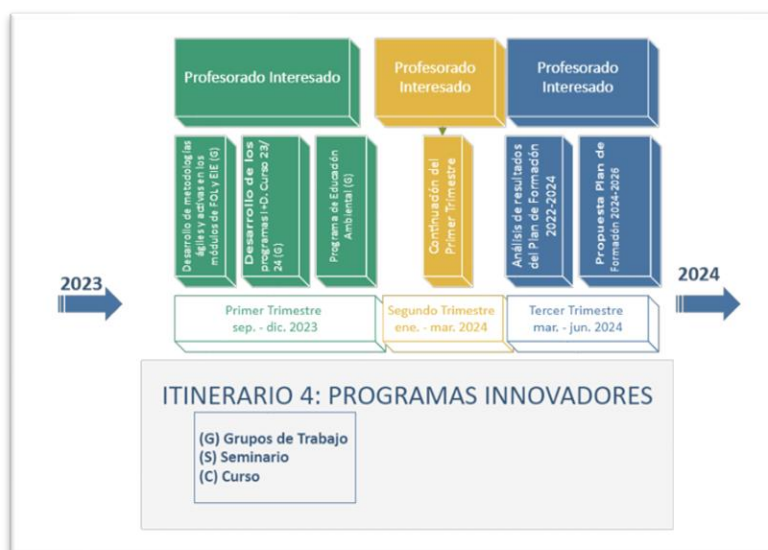 Profesorado Interesado
Profesorado
Interesado
Profesorado
Interesado
Desarrollo de metodologías
ágiles y activas en los
módulos de FOL y EIE (G)
Desarrollo de los
programas I+D. Curso 23/
24 (G)
Programa de Educación
Ambiental (G)
Continuación del
Primer Trimestre
Análisis de resultados
del Plan de Formación
2022-2024
Propuesta Plan de
Formación 2024-2026
2023
2024
Primer Trimestre
sep. - dic. 2023
Segundo Trimestre
ene. - mar. 2024
Tercer Trimestre
mar. - jun. 2024
ITINERARIO 4: PROGRAMAS INNOVADORES
(G) Grupos de Trabajo
(S) Seminario
(C) Curso